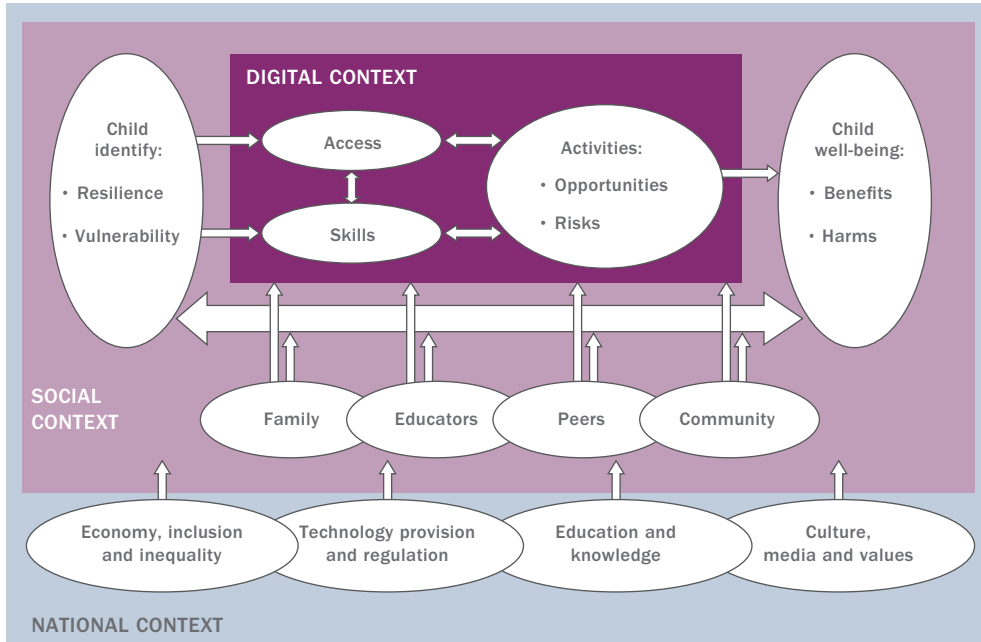 DIGITAL CONTEXT
Child
identify:
• Resilience
• Vulnerability
Access
Skills
Activities:
• Opportunities
• Risks
Child
well-being:
• Benefits
• Harms
SOCIAL
CONTEXT
Family
Educators
Peers
Community
Economy, inclusion
and inequality
Technology provision
and regulation
Education and
knowledge
Culture,
media and values
NATIONAL CONTEXT